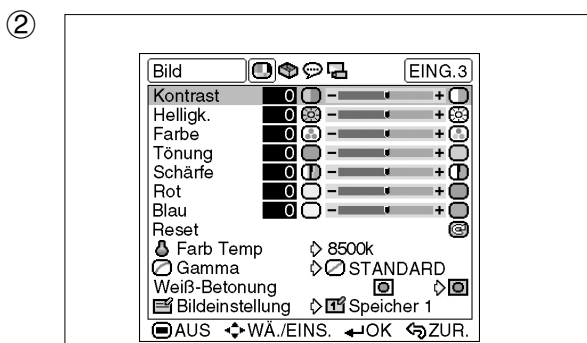 ②
Bild EING.3
Kontrast 0 - +
Helligk. 0 - +
Farbe 0 - +
Tönung 0 - +
Schärfe 0 - +
Rot 0 - +
Blau 0 - +
Reset
Farb Temp 8500k
Gamma STANDARD
Weiß-Betonung
Bildeinstellung 1 Speicher 1
AUS WÄ./EINS. OK ZUR.